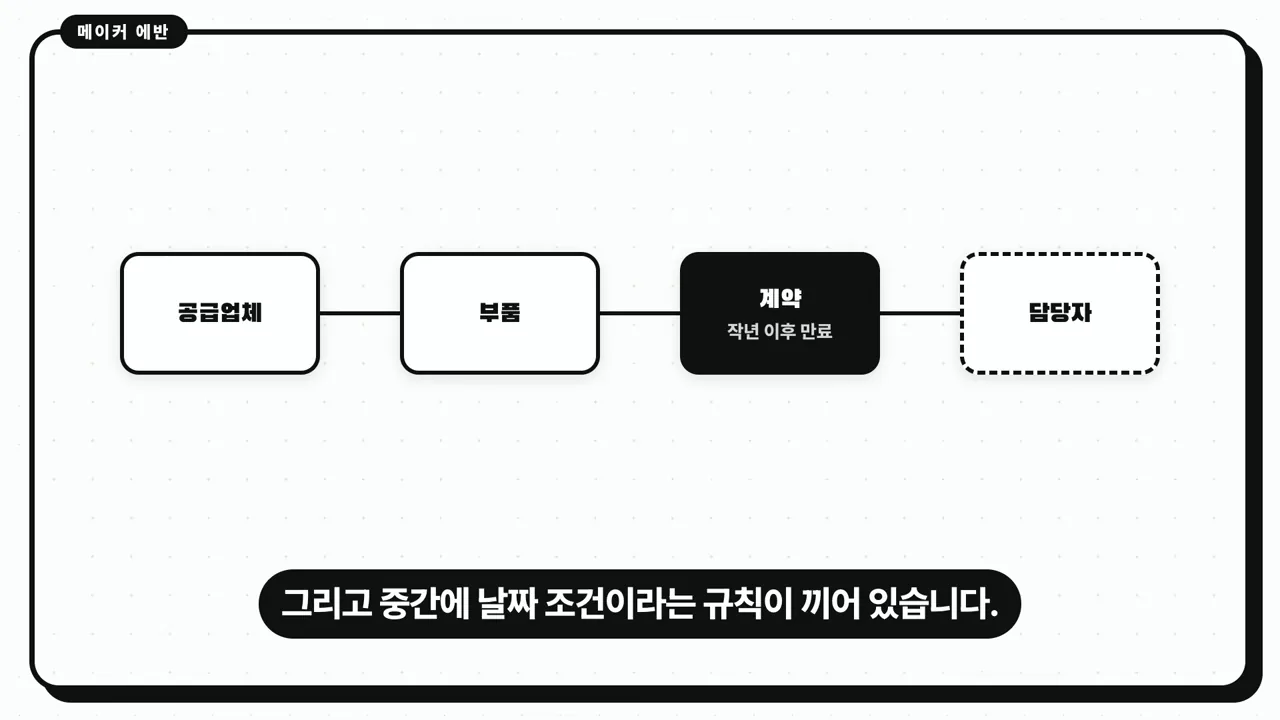 메이커 에반
공급업체
부품
계약
작년 이후 만료
담당자
그리고 중간에 날짜 조건이라는 규칙이 끼어 있습니다.